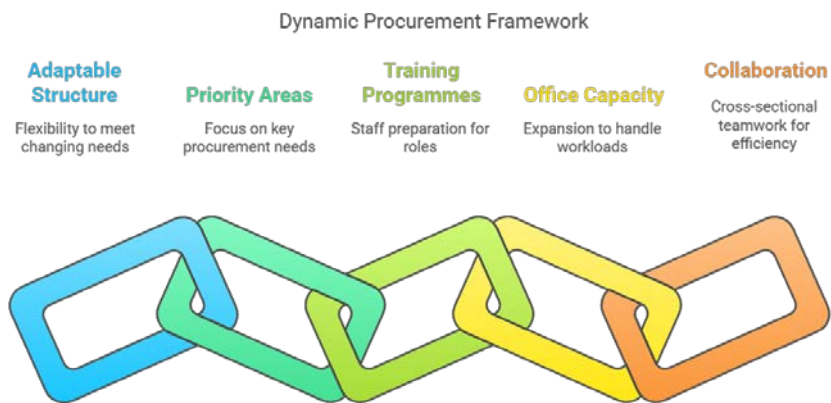 Dynamic Procurement Framework
Adaptable
Structure
Flexibility to meet
changing needs
Priority Areas
Focus on key
procurement needs
Training
Programmes
Staff preparation for
roles
Office Capacity
Expansion to handle
workloads
Collaboration
Cross-sectional
teamwork for
efficiency